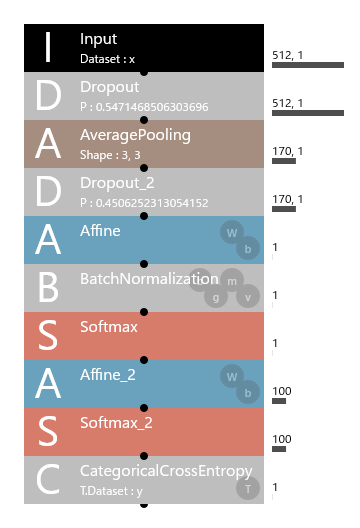 I Input 512, 1
Dataset : x
D Dropout 512, 1
P : 0.5471468506303696
A AveragePooling 170, 1
Shape : 3, 3
D Dropout_2 170, 1
P : 0.4506252313054152
A Affine W b 1
B BatchNormalization m g v 1
S Softmax 1
A Affine_2 W b 100
S Softmax_2 100
C CategoricalCrossEntropy 1
T.Dataset : y T